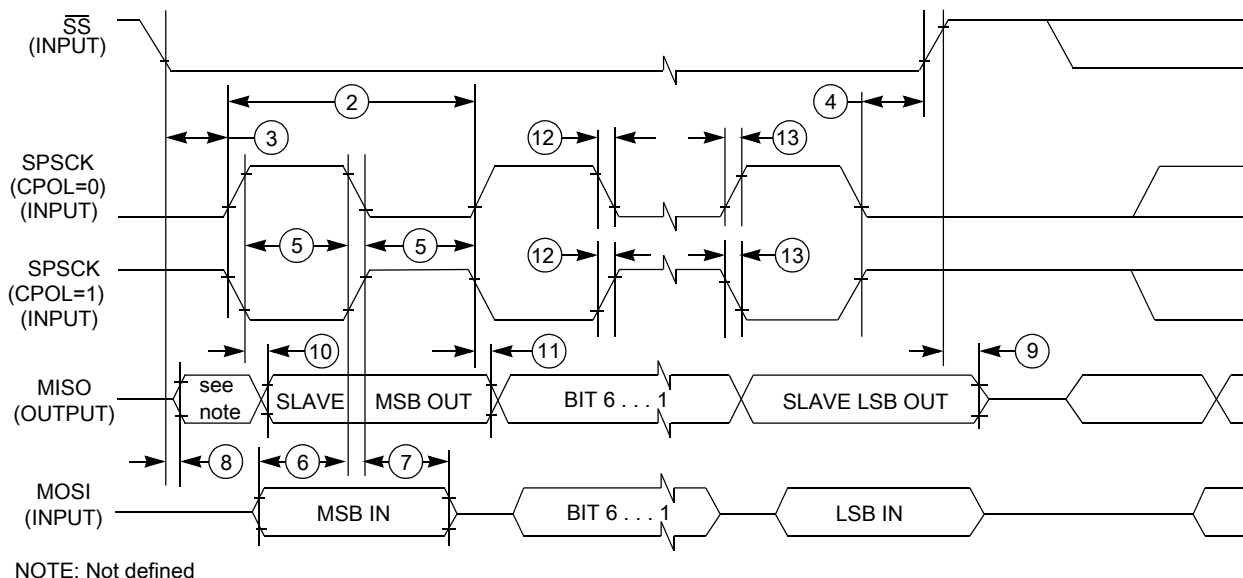 SS
(INPUT)
2
4
3
12
13
SPSCK
(CPOL=0)
(INPUT)
5
5
12
13
SPSCK
(CPOL=1)
(INPUT)
10
11
9
MISO
(OUTPUT)
see
note
SLAVE
MSB OUT
BIT 6 . . . 1
SLAVE LSB OUT
8
6
7
MOSI
(INPUT)
MSB IN
BIT 6 . . . 1
LSB IN
NOTE: Not defined